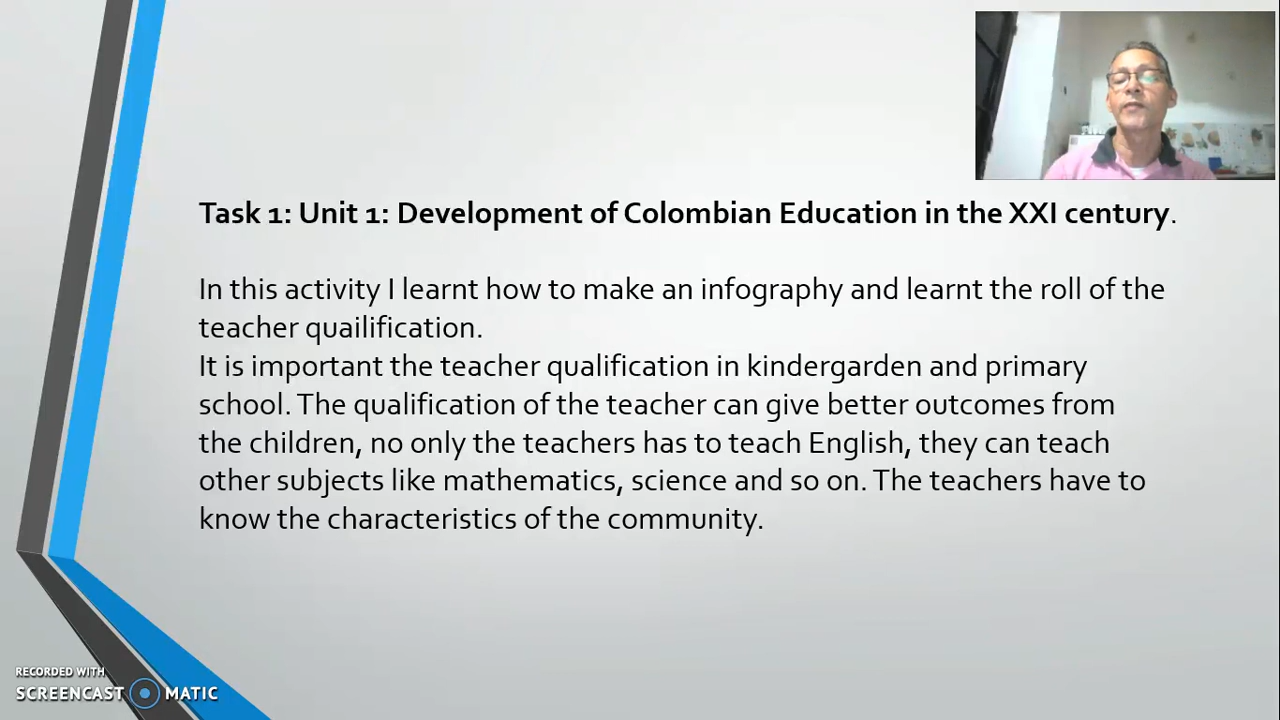 Task 1: Unit 1: Development of Colombian Education in the XXI century.
In this activity I learnt how to make an infography and learnt the roll of the
teacher quailification.
It is important the teacher qualification in kindergarden and primary
school. The qualification of the teacher can give better outcomes from
the children, no only the teachers has to teach English, they can teach
other subjects like mathematics, science and so on. The teachers have to
know the characteristics of the community.
RECORDED WITH
SCREENCAST MATIC